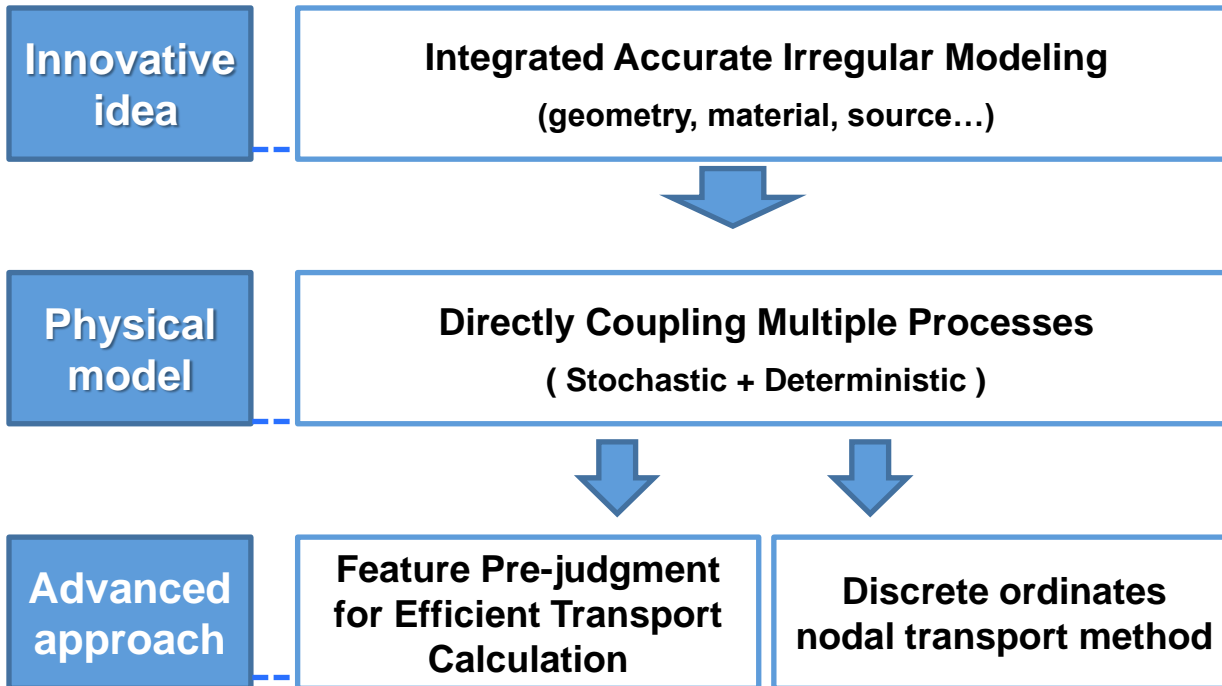 Innovative
idea
Integrated Accurate Irregular Modeling
(geometry, material, source…)
Physical
model
Directly Coupling Multiple Processes
( Stochastic + Deterministic )
Advanced
approach
Feature Pre-judgment
for Efficient Transport
Calculation
Discrete ordinates
nodal transport method